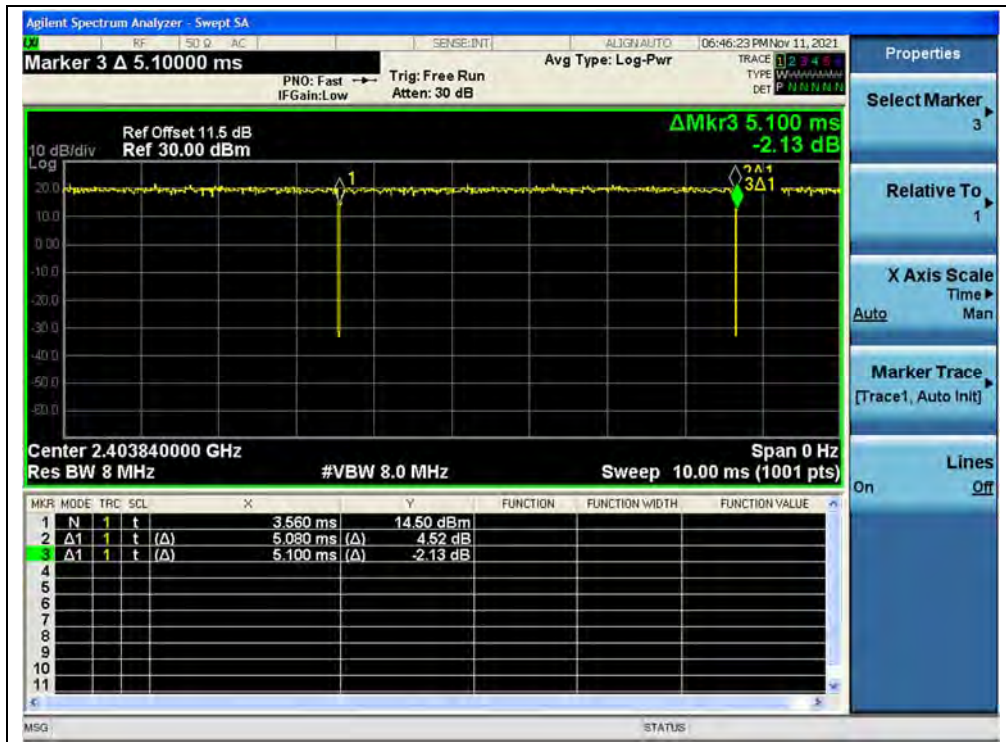 Agilent Spectrum Analyzer - Swept SA
LXI RF 50 Ω AC SENSE:INT ALIGN AUTO 06:46:23 PM Nov 11, 2021
Marker 3 Δ 5.10000 ms
PNO: Fast
IFGain:Low
Trig: Free Run
Atten: 30 dB
Avg Type: Log-Pwr
TRACE 1 2 3 4 5 6
TYPE W
DET P N N N N N
ΔMkr3 5.100 ms
-2.13 dB
Ref Offset 11.5 dB
10 dB/div Ref 30.00 dBm
Log
1
2Δ1
3Δ1
20.0
10.0
0.00
-10.0
-20.0
-30.0
-40.0
-50.0
-60.0
Center 2.403840000 GHz Span 0 Hz
Res BW 8 MHz #VBW 8.0 MHz Sweep 10.00 ms (1001 pts)
MKR MODE TRC SCL X Y FUNCTION FUNCTION WIDTH FUNCTION VALUE
1 N 1 t 3.560 ms 14.50 dBm
2 Δ1 1 t (Δ) 5.080 ms (Δ) 4.52 dB
3 Δ1 1 t (Δ) 5.100 ms (Δ) -2.13 dB
4
5
6
7
8
9
10
11
MSG STATUS
Properties
Select Marker
3
Relative To
1
X Axis Scale
Time
Auto Man
Marker Trace
[Trace1, Auto Init]
Lines
On Off